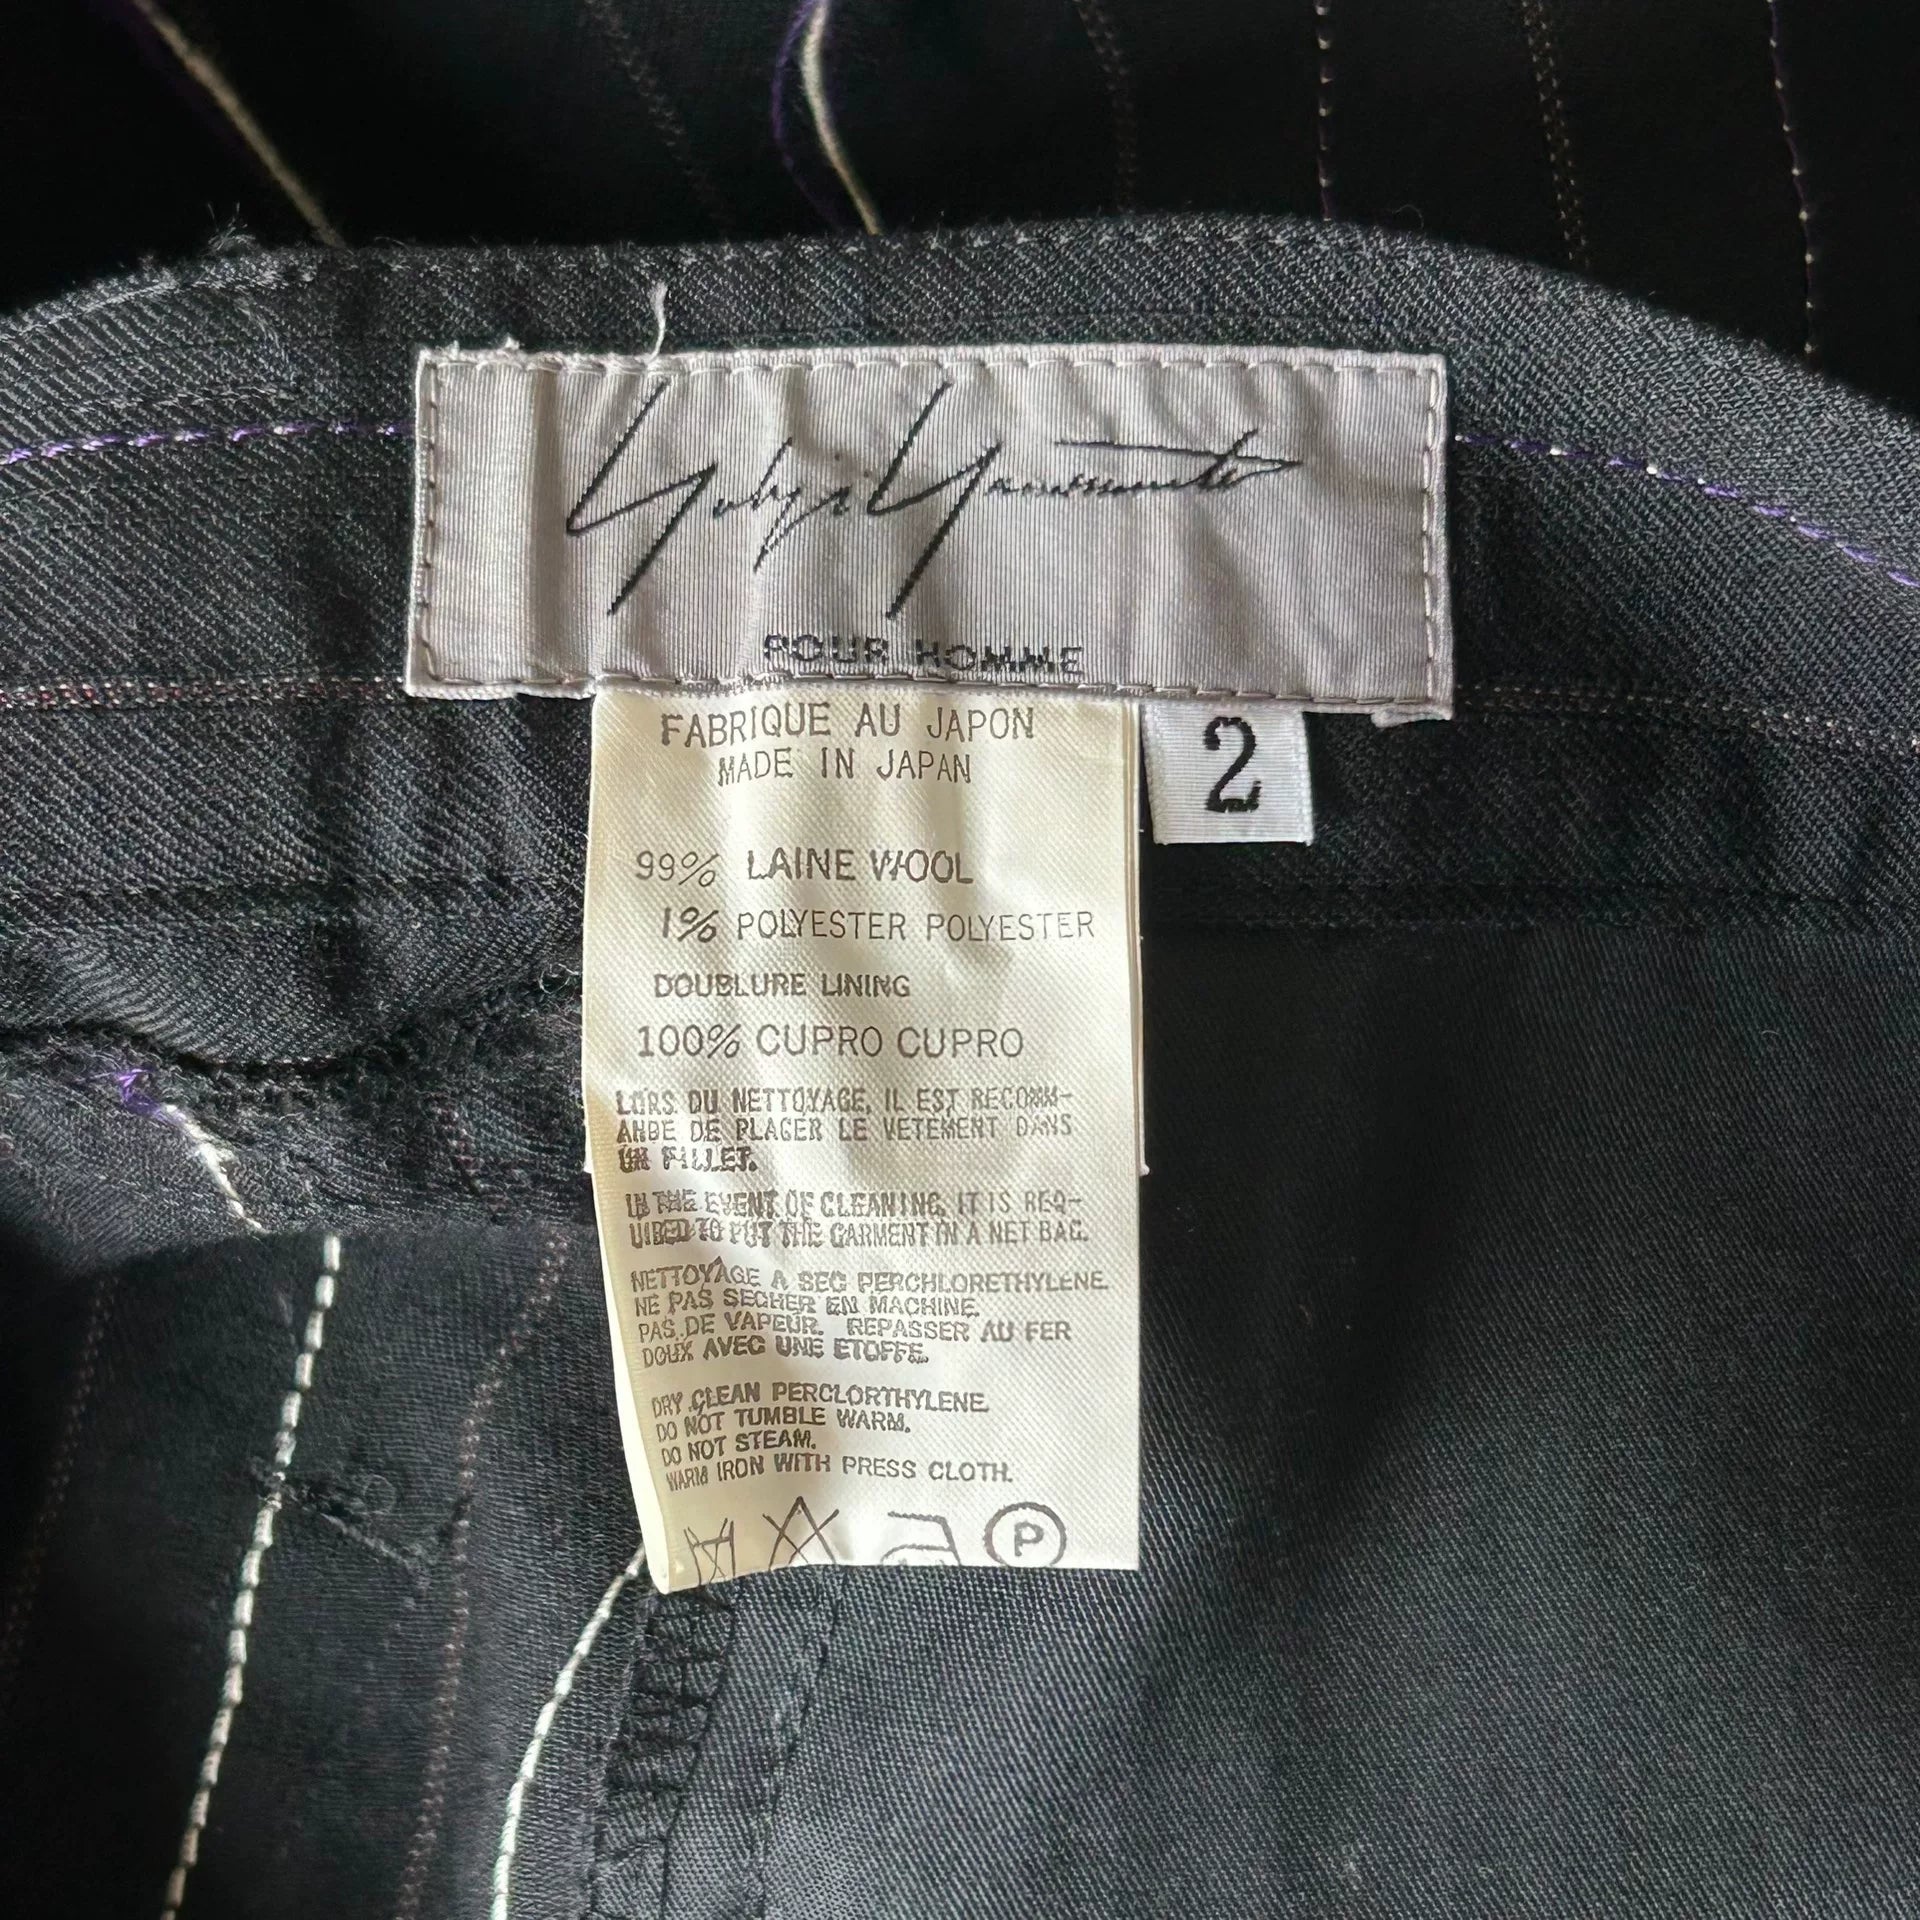 Yohji Yamamoto
POUR HOMME
FABRIQUE AU JAPON
MADE IN JAPAN
2
99% LAINE WOOL
1% POLYESTER POLYESTER
DOUBLURE LINING
100% CUPRO CUPRO
LORS DU NETTOYAGE, IL EST RECOMM-
ANDE DE PLACER LE VETEMENT DANS
UN FILLET.
IN THE EVENT OF CLEANING, IT IS REQ-
UIRED TO PUT THE GARMENT IN A NET BAG.
NETTOYAGE A SEC PERCHLORETHYLENE.
NE PAS SECHER EN MACHINE.
PAS DE VAPEUR. REPASSER AU FER
DOUX AVEC UNE ETOFFE.
DRY CLEAN PERCLORTHYLENE.
DO NOT TUMBLE WARM.
DO NOT STEAM.
WARM IRON WITH PRESS CLOTH.
P